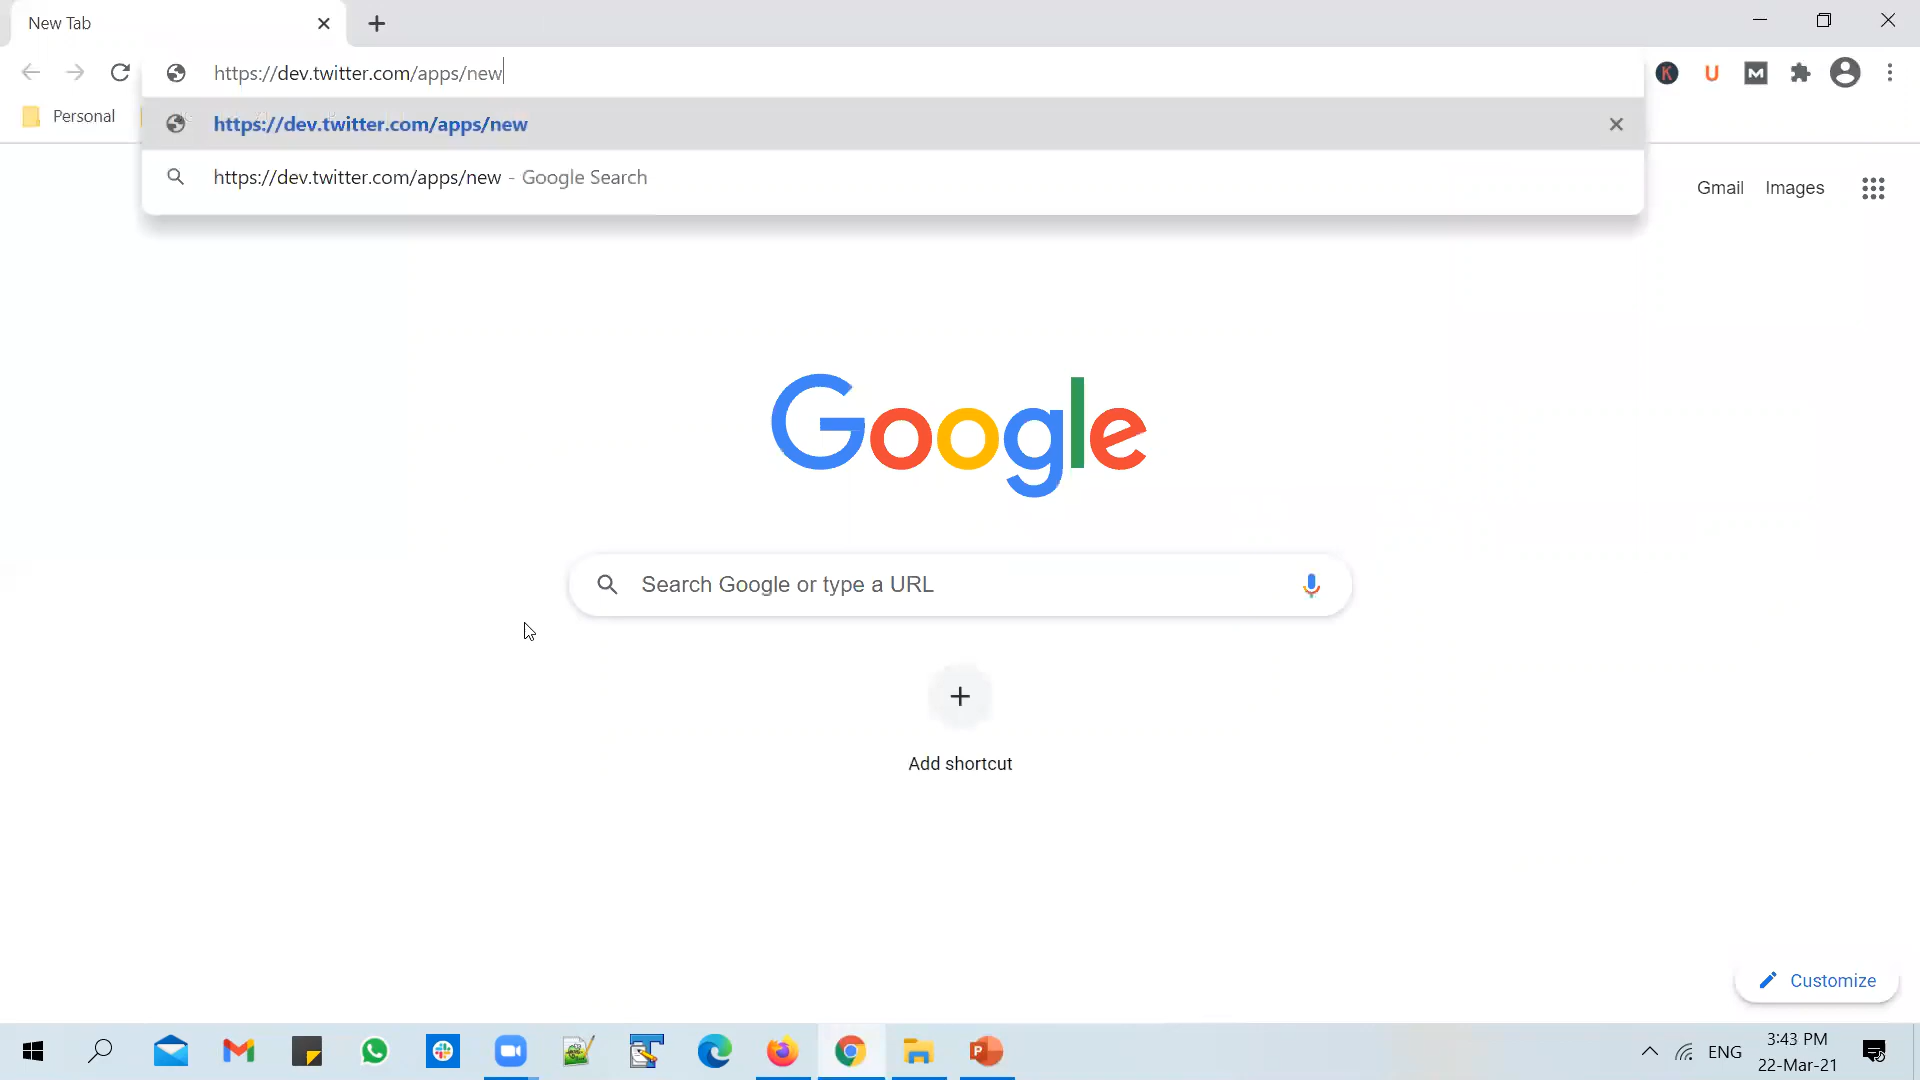 New Tab
https://dev.twitter.com/apps/new
Personal
https://dev.twitter.com/apps/new
https://dev.twitter.com/apps/new - Google Search
Gmail Images
Google
Search Google or type a URL
Add shortcut
Customize
ENG
3:43 PM
22-Mar-21